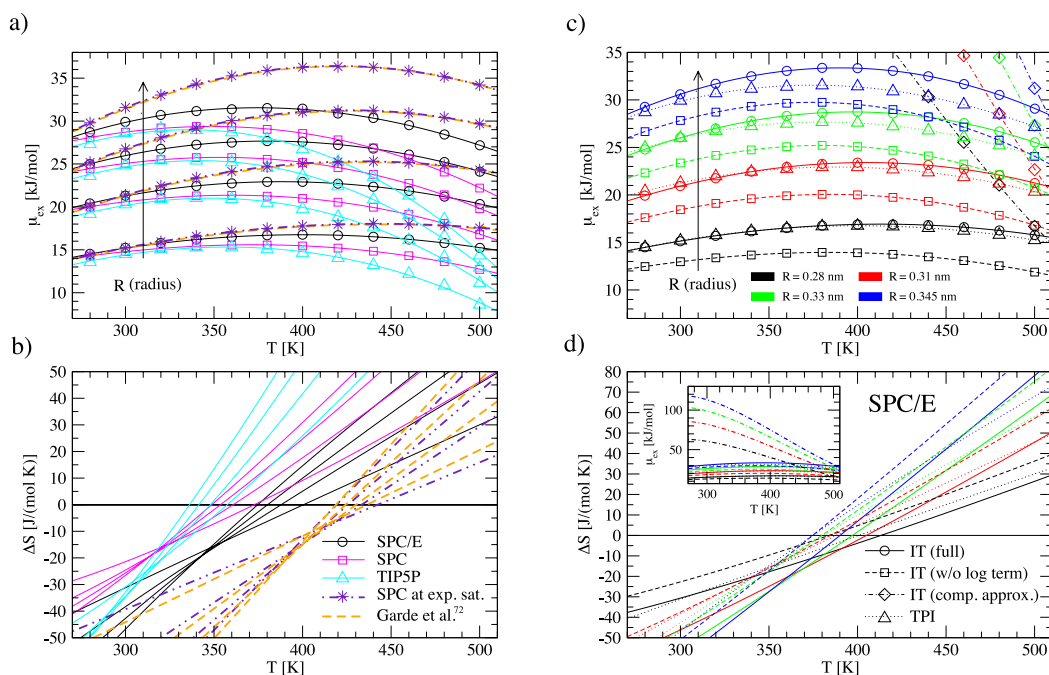 a)
35
30
25
20
15
10
μex [kJ/mol]
R (radius)
300
350
400
450
500
T [K]
b)
50
40
30
20
10
0
-10
-20
-30
-40
-50
ΔS [J/(mol K)]
SPC/E
SPC
TIP5P
SPC at exp. sat.
Garde et al.72
300
350
400
450
500
T [K]
c)
35
30
25
20
15
10
μex [kJ/mol]
R (radius)
R = 0.28 nm
R = 0.31 nm
R = 0.33 nm
R = 0.345 nm
300
350
400
450
500
T [K]
d)
80
70
60
50
40
30
20
10
0
-10
-20
-30
-40
-50
ΔS [J/(mol K)]
100
50
μex [kJ/mol]
300
400
500
T [K]
SPC/E
IT (full)
IT (w/o log term)
IT (comp. approx.)
TPI
300
350
400
450
500
T [K]